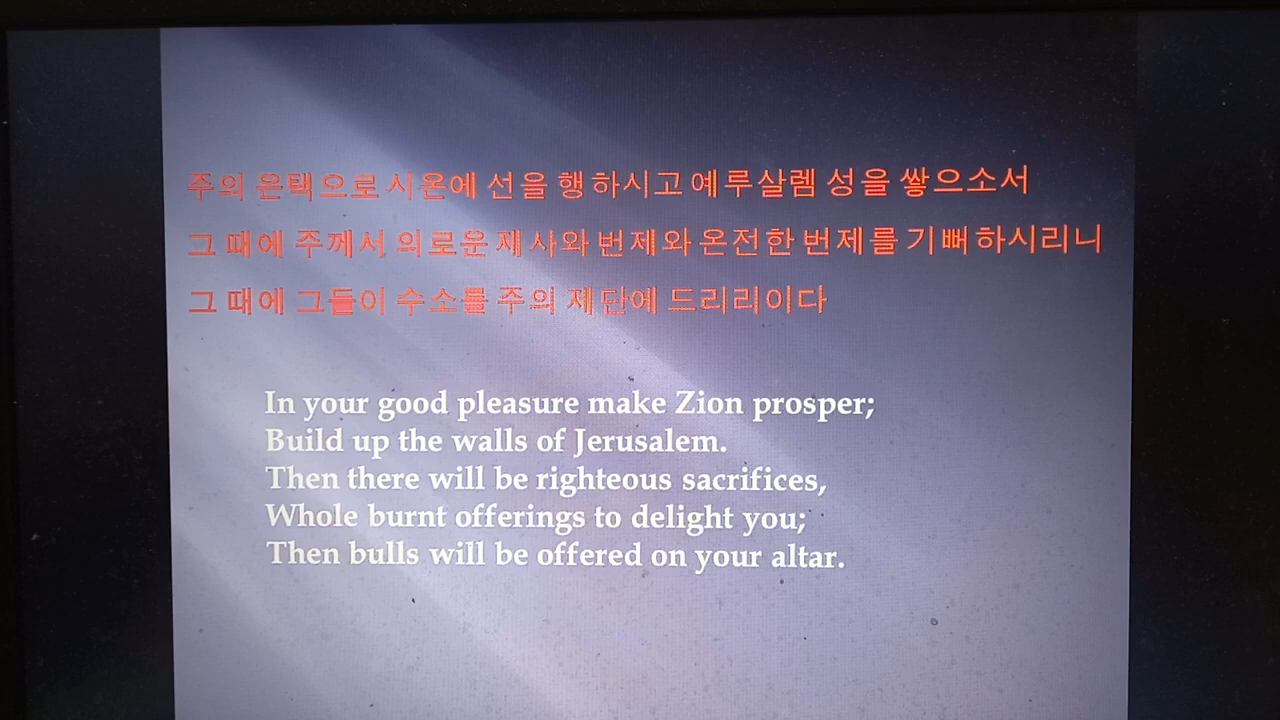 주의 은택으로 시온에 선을 행하시고 예루살렘 성을 쌓으소서
그 때에 주께서 의로운 제사와 번제와 온전한 번제를 기뻐하시리니
그 때에 그들이 수소를 주의 제단에 드리리이다
In your good pleasure make Zion prosper;
Build up the walls of Jerusalem.
Then there will be righteous sacrifices,
Whole burnt offerings to delight you;
Then bulls will be offered on your altar.